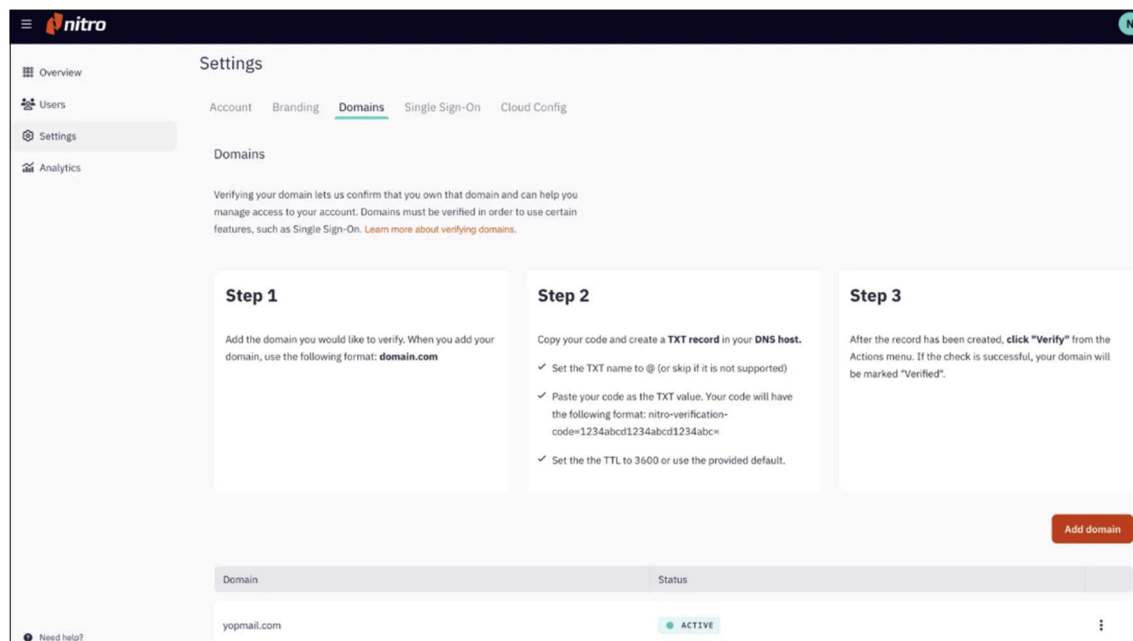 nitro
N
Overview
Users
Settings
Analytics
Need help?
Settings
Account Branding Domains Single Sign-On Cloud Config
Domains
Verifying your domain lets us confirm that you own that domain and can help you
manage access to your account. Domains must be verified in order to use certain
features, such as Single Sign-On. Learn more about verifying domains.
Step 1
Add the domain you would like to verify. When you add your
domain, use the following format: domain.com
Step 2
Copy your code and create a TXT record in your DNS host.
✓ Set the TXT name to @ (or skip if it is not supported)
✓ Paste your code as the TXT value. Your code will have
the following format: nitro-verification-
code=1234abcd1234abcd1234abc=
✓ Set the the TTL to 3600 or use the provided default.
Step 3
After the record has been created, click "Verify" from the
Actions menu. If the check is successful, your domain will
be marked "Verified".
Add domain
Domain Status
yopmail.com ACTIVE